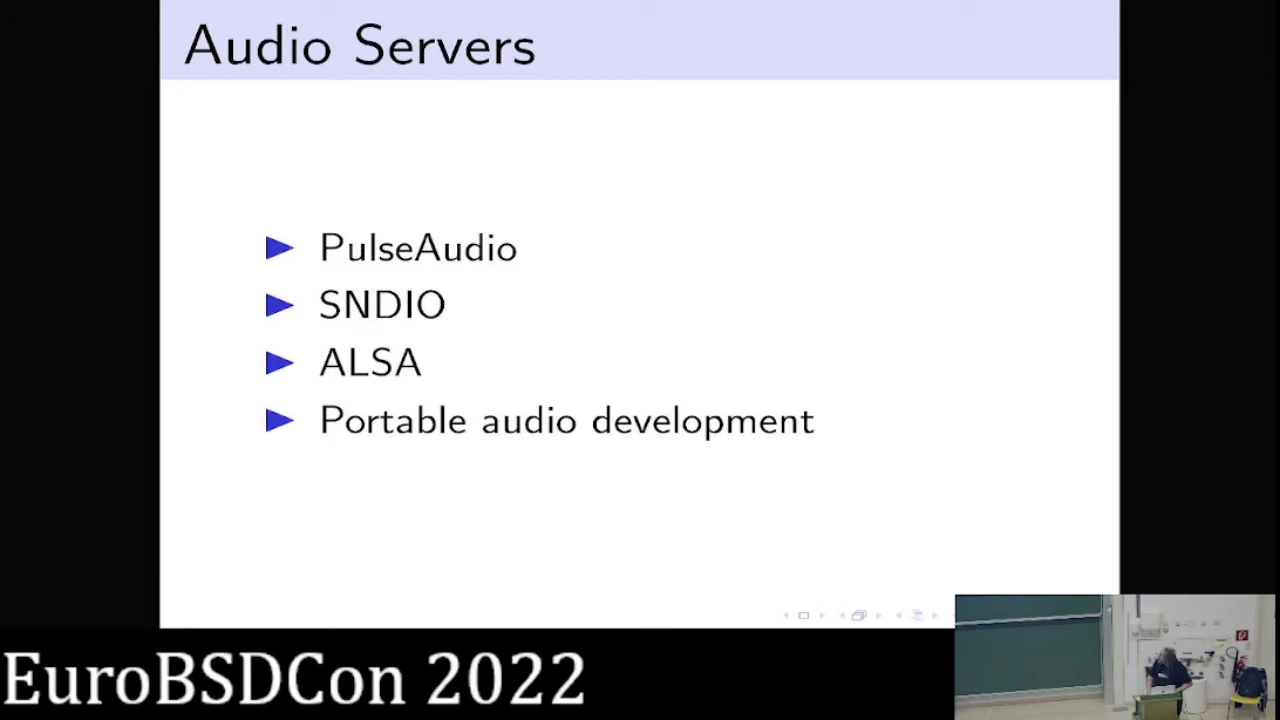 Audio Servers
PulseAudio
SNDIO
ALSA
Portable audio development
EuroBSDCon 2022